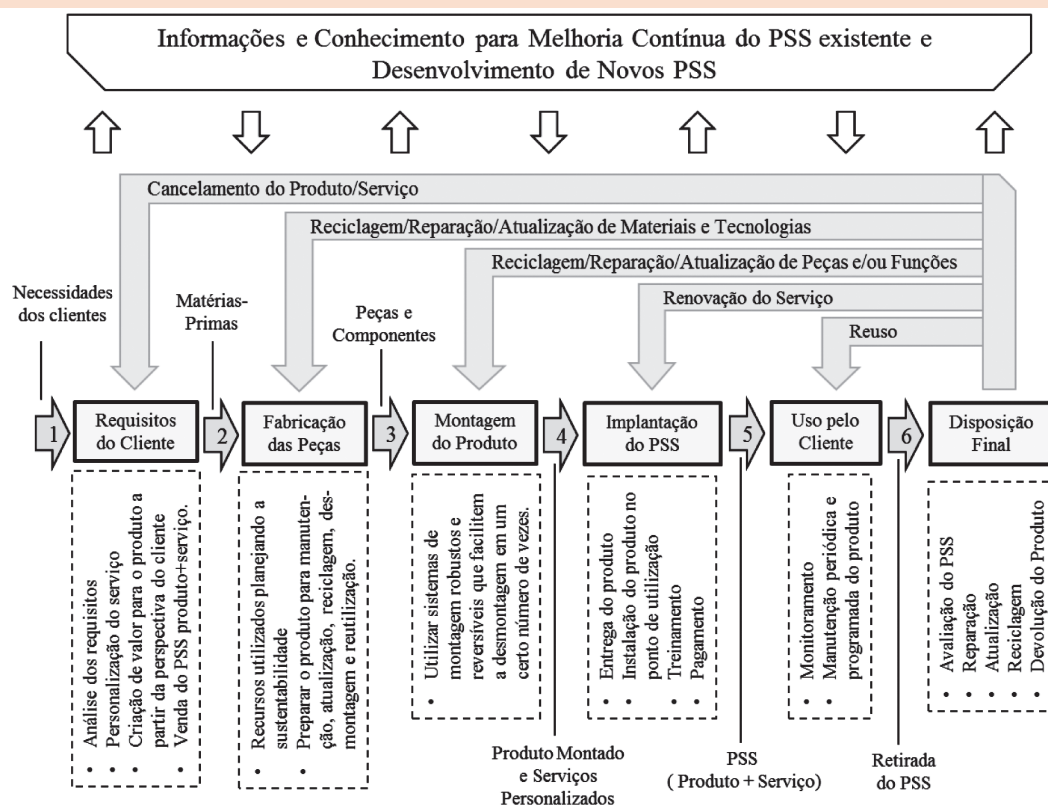 Informações e Conhecimento para Melhoria Contínua do PSS existente e
Desenvolvimento de Novos PSS
Cancelamento do Produto/Serviço
Reciclagem/Reparação/Atualização de Materiais e Tecnologias
Reciclagem/Reparação/Atualização de Peças e/ou Funções
Renovação do Serviço
Reuso
Necessidades
dos clientes
Matérias-
Primas
Peças e
Componentes
1
Requisitos
do Cliente
2
Fabricação
das Peças
3
Montagem
do Produto
4
Implantação
do PSS
5
Uso pelo
Cliente
6
Disposição
Final
• Análise dos requisitos
• Personalização do serviço
• Criação de valor para o produto a
partir da perspectiva do cliente
• Venda do PSS produto+serviço.
• Recursos utilizados planejando a
sustentabilidade
• Preparar o produto para manuten-
ção, atualização, reciclagem, des-
montagem e reutilização.
• Utilizar sistemas de
montagem robustos e
reversíveis que facilitem
a desmontagem em um
certo número de vezes.
• Entrega do produto
• Instalação do produto no
ponto de utilização
• Treinamento
• Pagamento
• Monitoramento
• Manutenção periódica e
programada do produto
• Avaliação do PSS
• Reparação
• Atualização
• Reciclagem
• Devolução do Produto
Produto Montado
e Serviços
Personalizados
PSS
( Produto + Serviço)
Retirada
do PSS